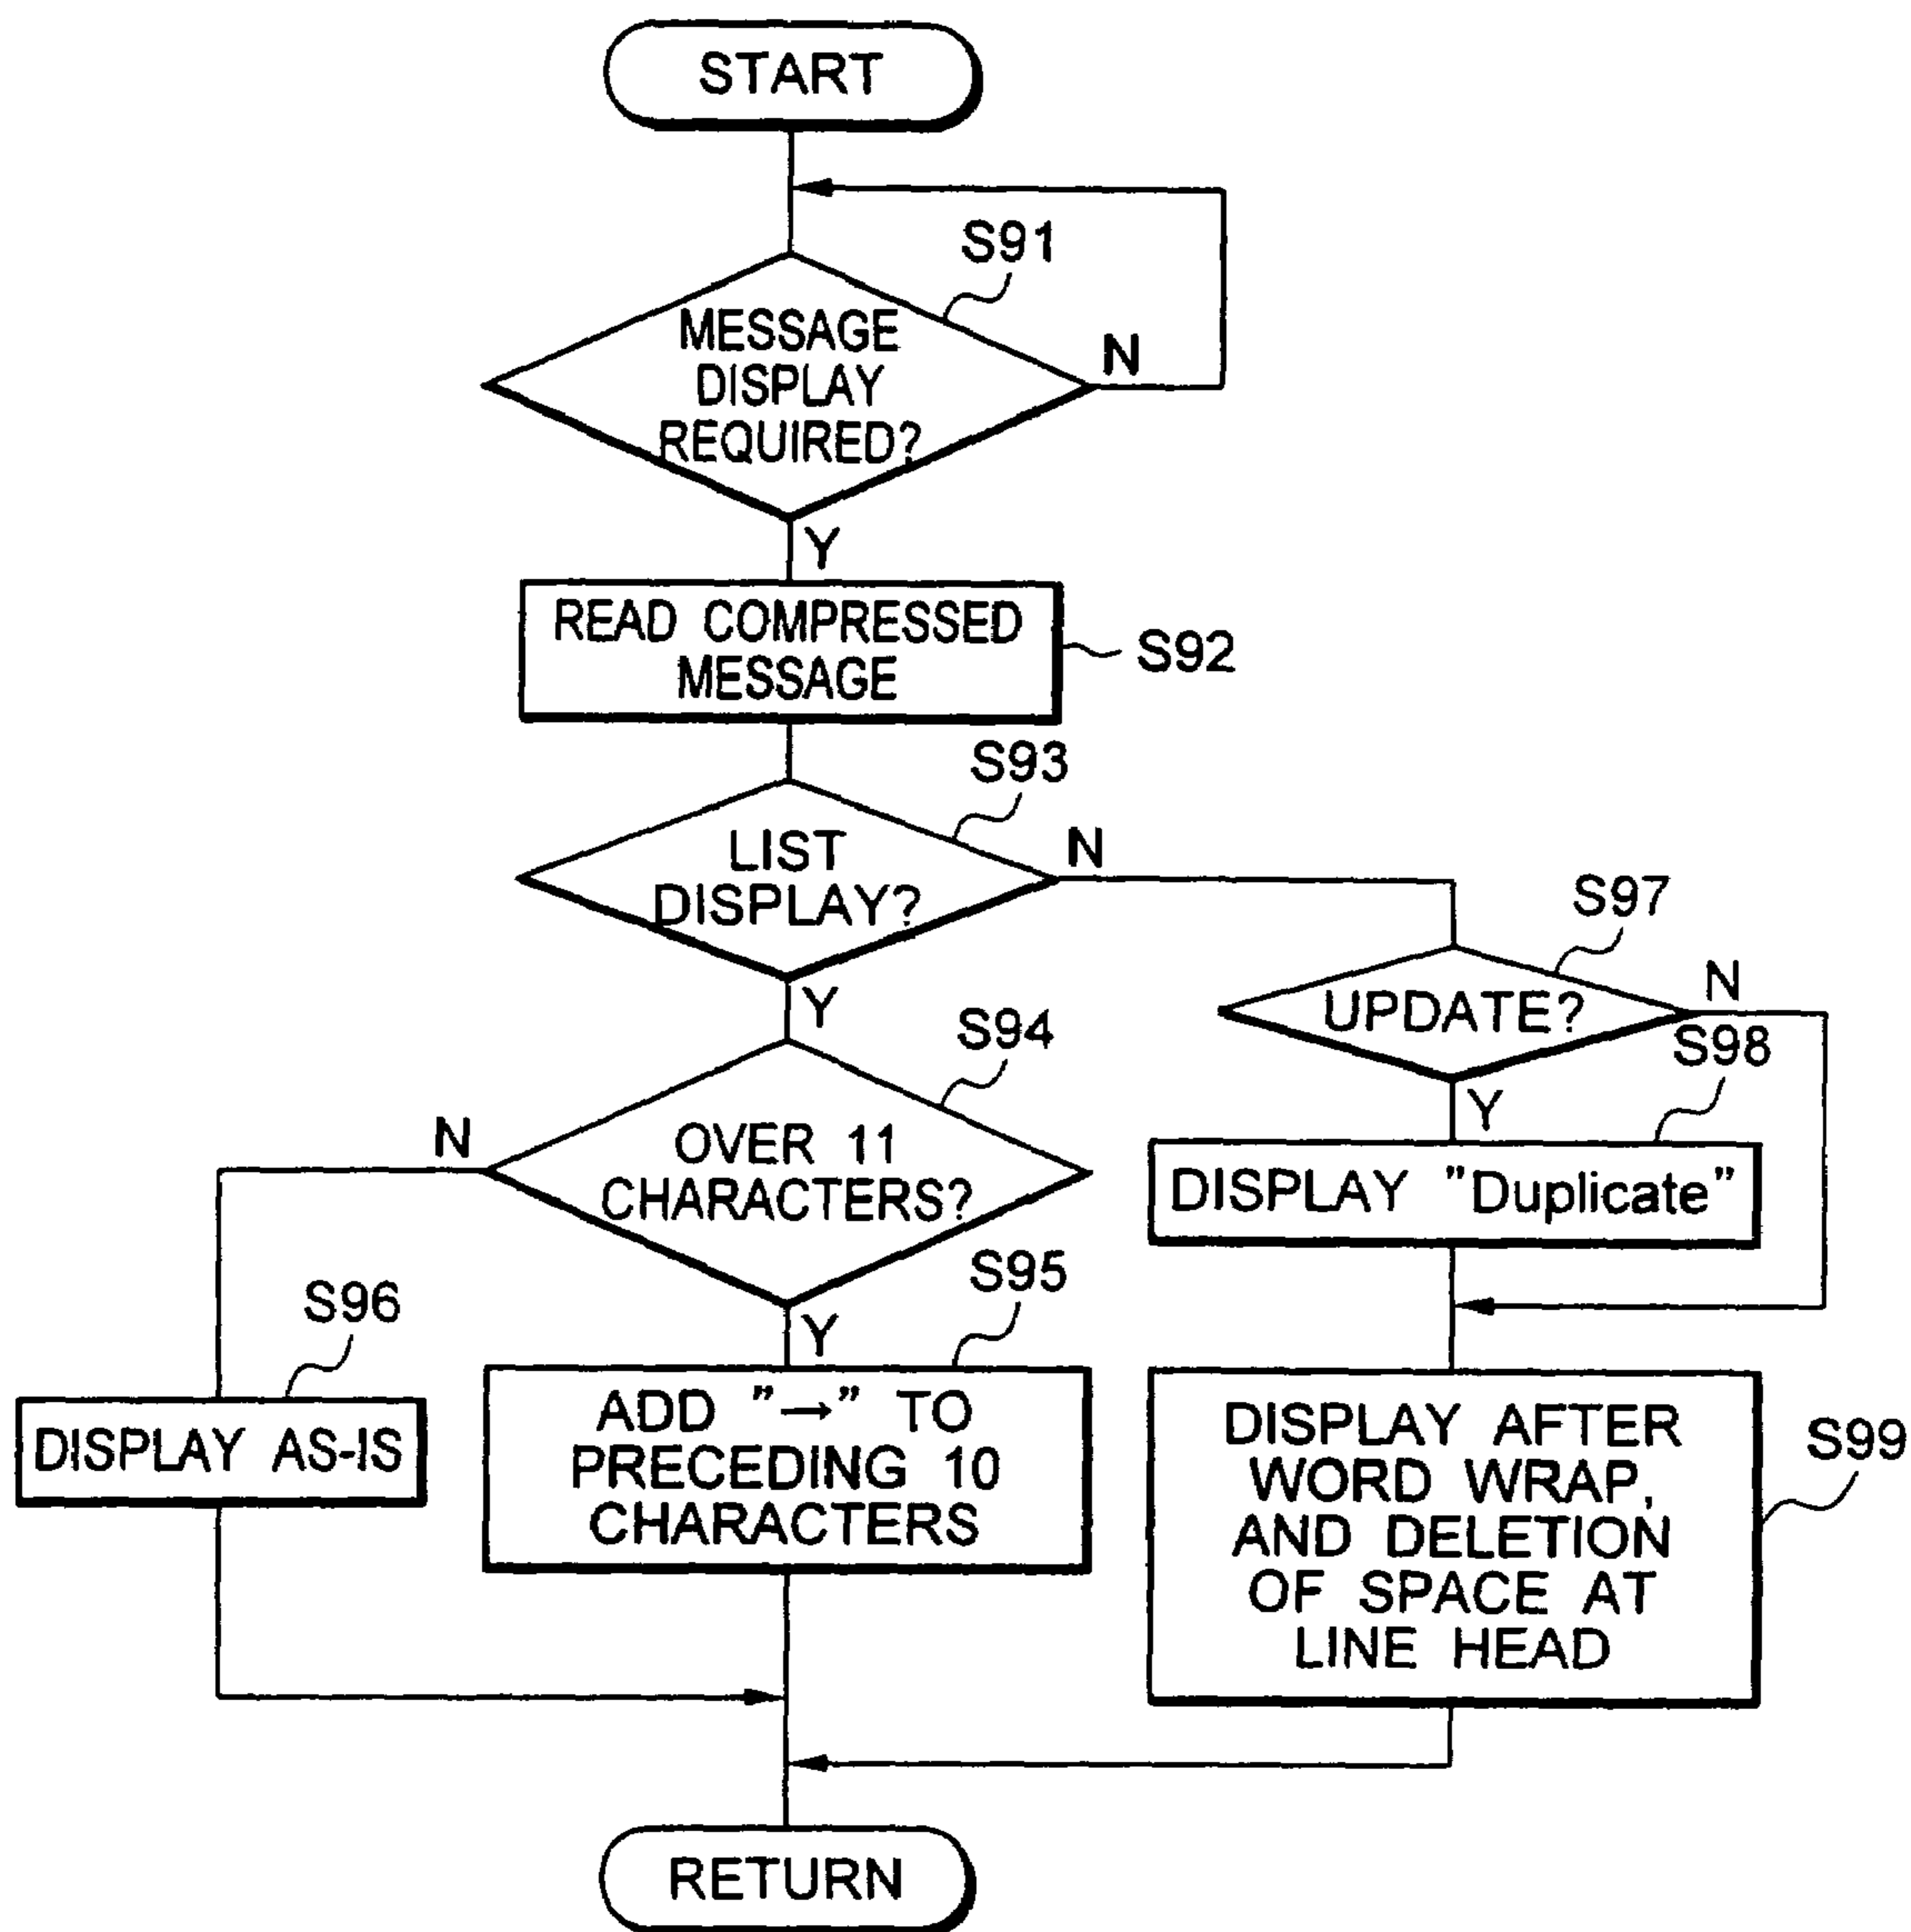 START
S91
MESSAGE
DISPLAY
REQUIRED?
N
Y
READ COMPRESSED
MESSAGE
S92
S93
LIST
DISPLAY?
N
Y
S97
UPDATE?
N
S98
Y
DISPLAY "Duplicate"
S94
OVER 11
CHARACTERS?
N
Y
S96
DISPLAY AS-IS
S95
ADD "→" TO
PRECEDING 10
CHARACTERS
DISPLAY AFTER
WORD WRAP,
AND DELETION
OF SPACE AT
LINE HEAD
S99
RETURN